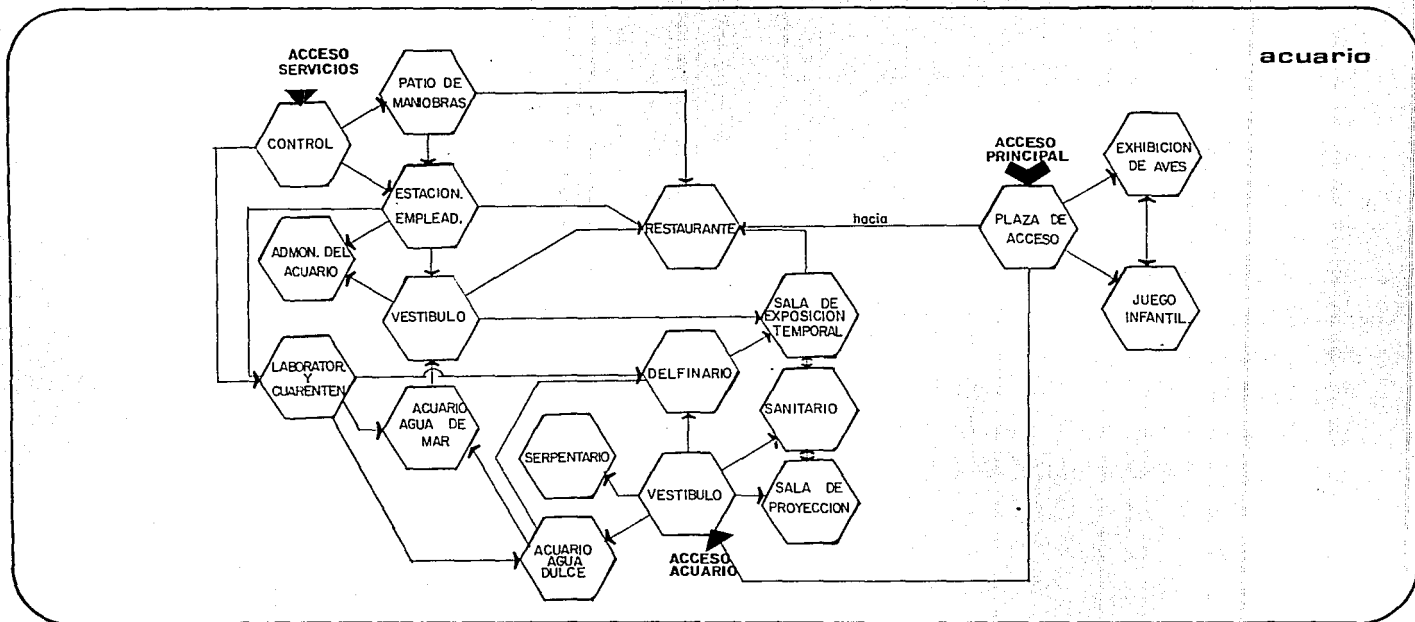 acuario
ACCESO
SERVICIOS
PATIO DE
MANIOBRAS
CONTROL
ACCESO
PRINCIPAL
EXHIBICION
DE AVES
ESTACION.
EMPLEAD.
RESTAURANTE
hacia
PLAZA DE
ACCESO
ADMON. DEL
ACUARIO
VESTIBULO
SALA DE
EXPOSICION
TEMPORAL
JUEGO
INFANTIL.
LABORATOR.
Y
CUARENTEN
DELFINARIO
ACUARIO
AGUA DE
MAR
SANITARIO
SERPENTARIO
VESTIBULO
SALA DE
PROYECCION
ACUARIO
AGUA
DULCE
ACCESO
ACUARIO